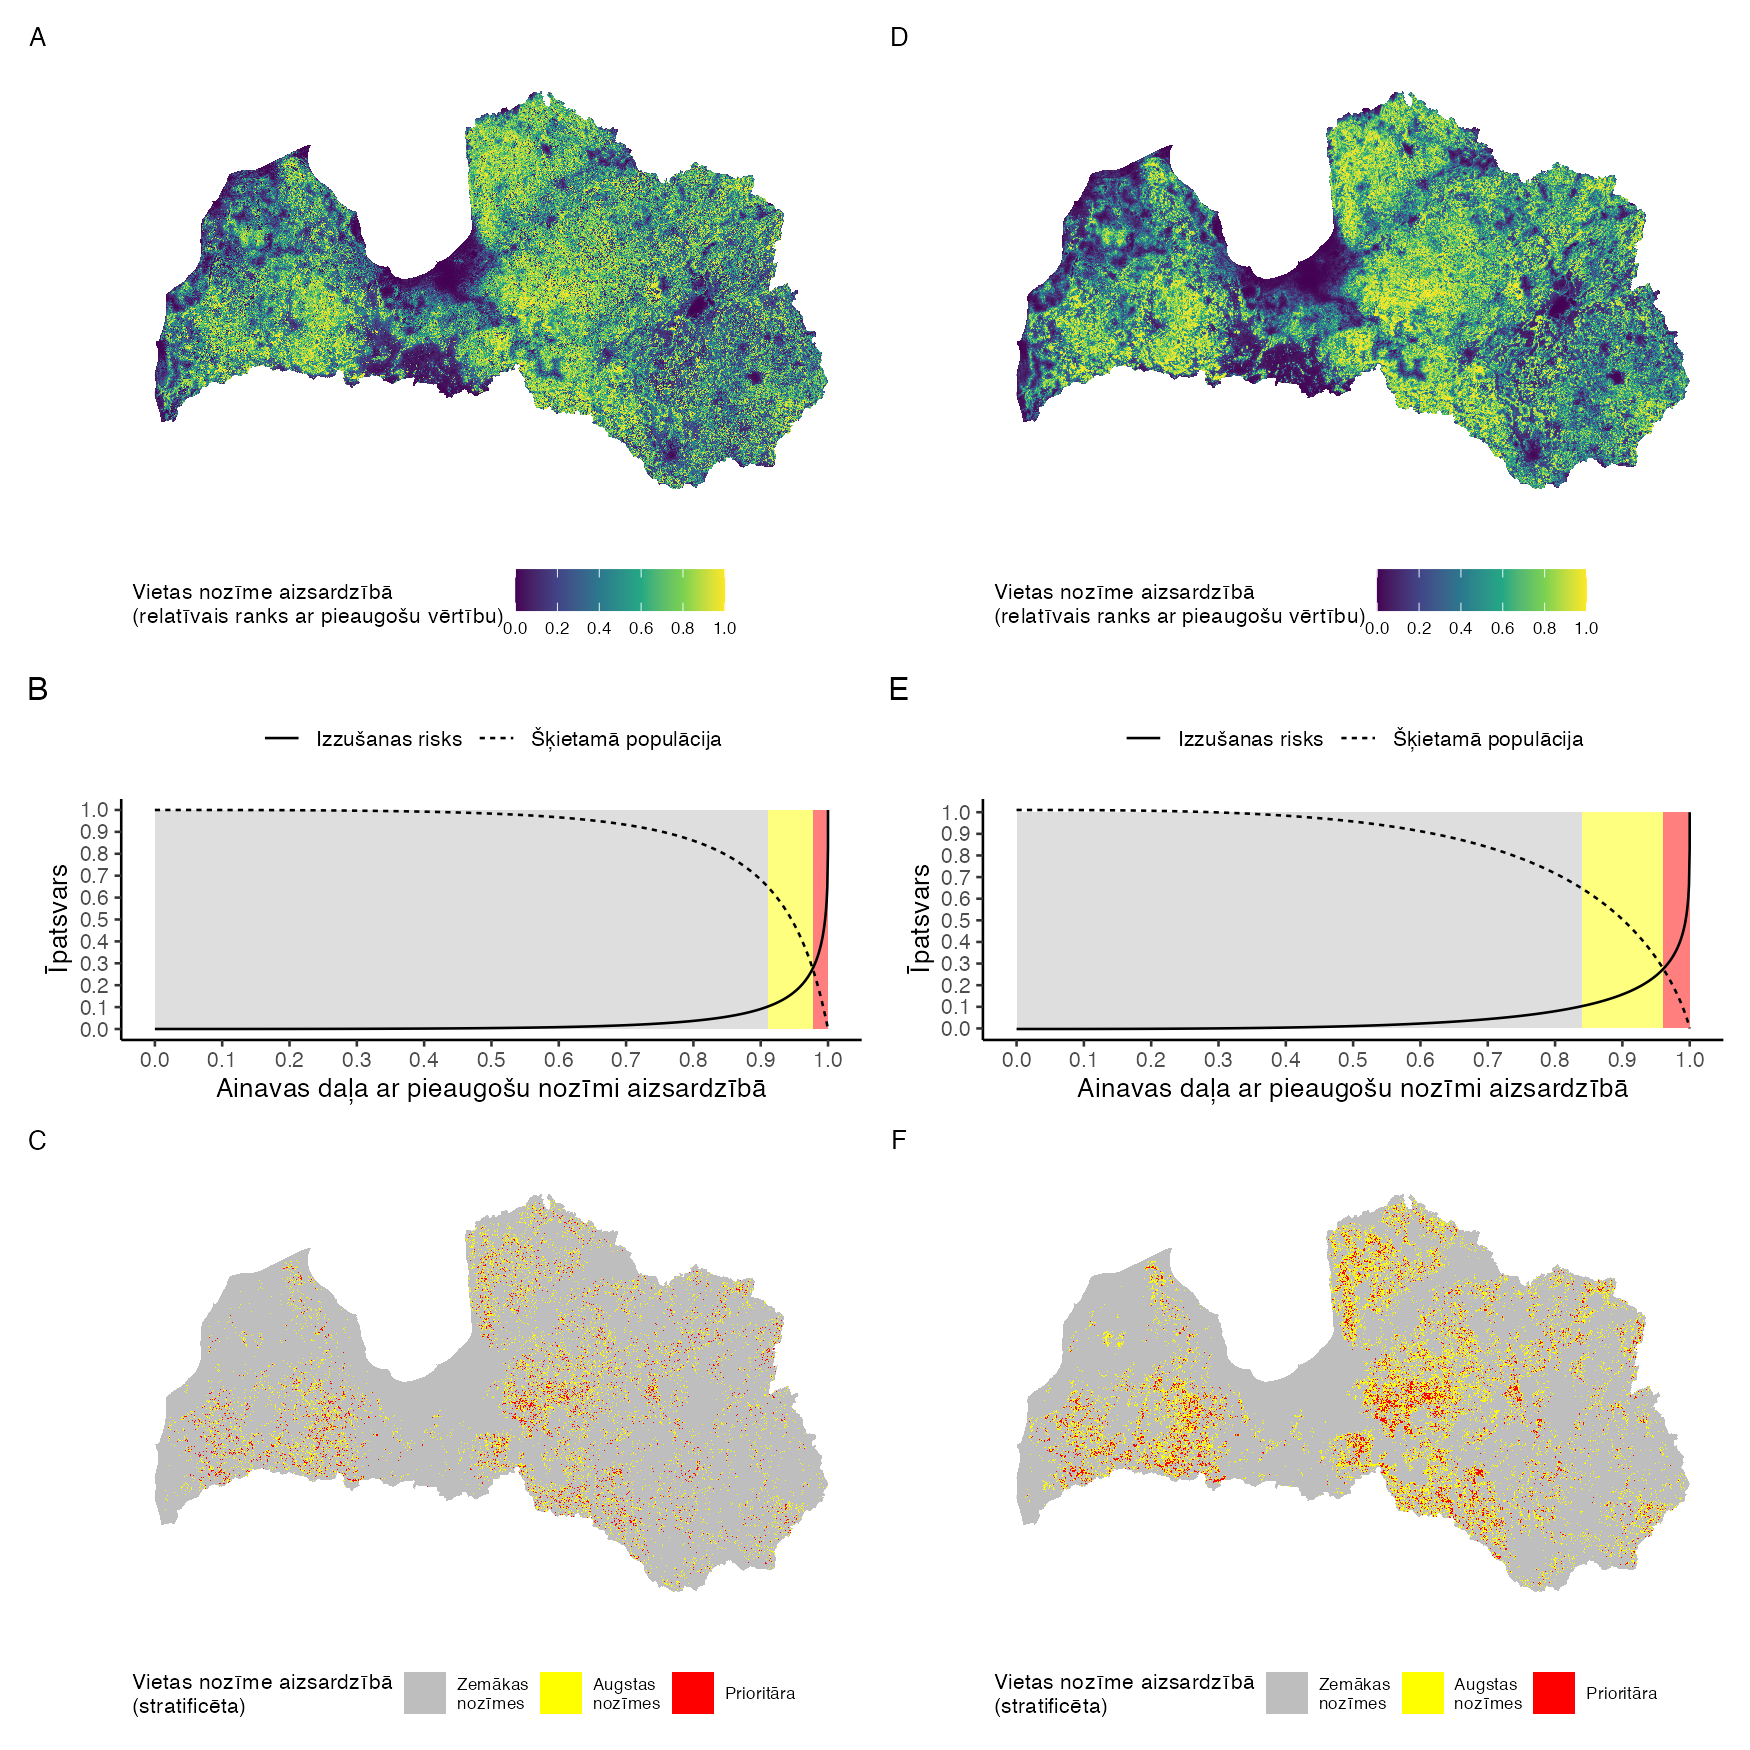 A
D
Vietas nozīme aizsardzībā
(relatīvais ranks ar pieaugošu vērtību)
0.0 0.2 0.4 0.6 0.8 1.0
Vietas nozīme aizsardzībā
(relatīvais ranks ar pieaugošu vērtību)
0.0 0.2 0.4 0.6 0.8 1.0
B
Izzušanas risks
Šķietamā populācija
Īpatsvars
1.0
0.9
0.8
0.7
0.6
0.5
0.4
0.3
0.2
0.1
0.0
0.0 0.1 0.2 0.3 0.4 0.5 0.6 0.7 0.8 0.9 1.0
Ainavas daļa ar pieaugošu nozīmi aizsardzībā
E
Izzušanas risks
Šķietamā populācija
Īpatsvars
1.0
0.9
0.8
0.7
0.6
0.5
0.4
0.3
0.2
0.1
0.0
0.0 0.1 0.2 0.3 0.4 0.5 0.6 0.7 0.8 0.9 1.0
Ainavas daļa ar pieaugošu nozīmi aizsardzībā
C
F
Vietas nozīme aizsardzībā
(stratificēta)
Zemākas
nozīmes
Augstas
nozīmes
Prioritāra
Vietas nozīme aizsardzībā
(stratificēta)
Zemākas
nozīmes
Augstas
nozīmes
Prioritāra